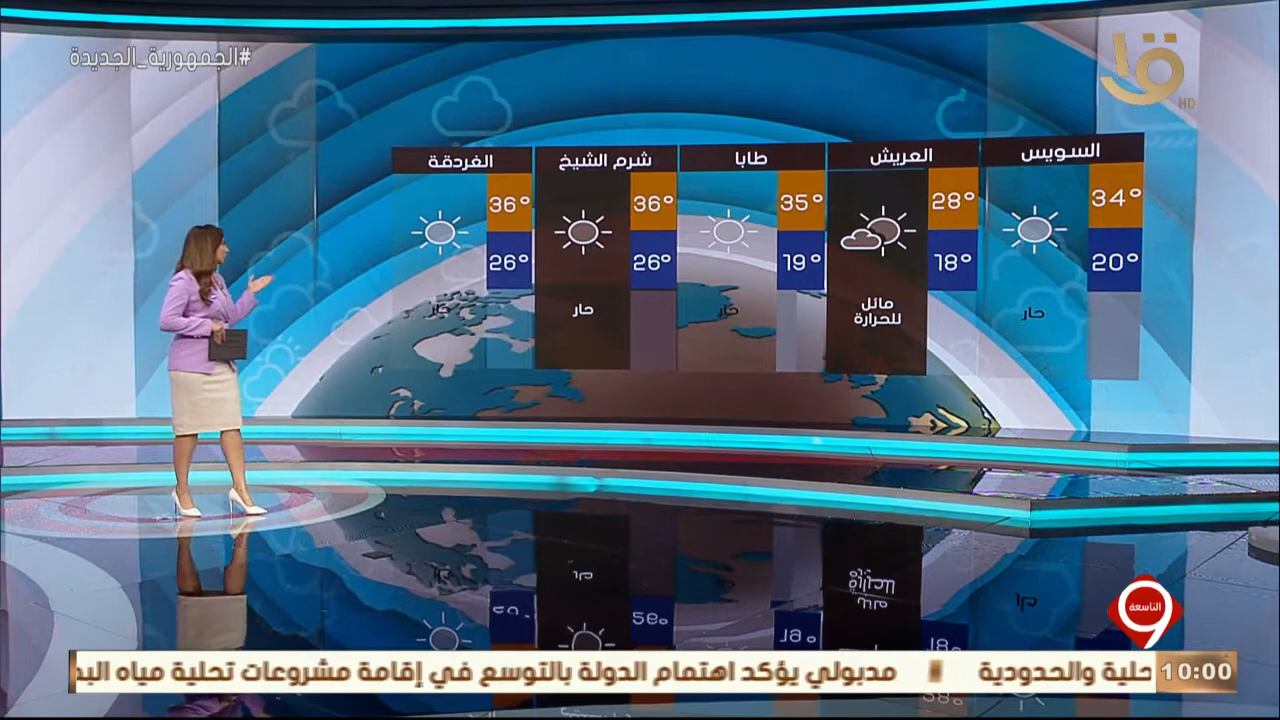 #الجمهورية_الجديدة
HD
السويس
34°
20°
حار
العريش
28°
18°
مائل
للحرارة
طابا
35°
19°
حار
شرم الشيخ
36°
26°
حار
الغردقة
36°
26°
حار
التاسعة
9
10:00
حلية والحدودية
مدبولي يؤكد اهتمام الدولة بالتوسع في إقامة مشروعات تحلية مياه